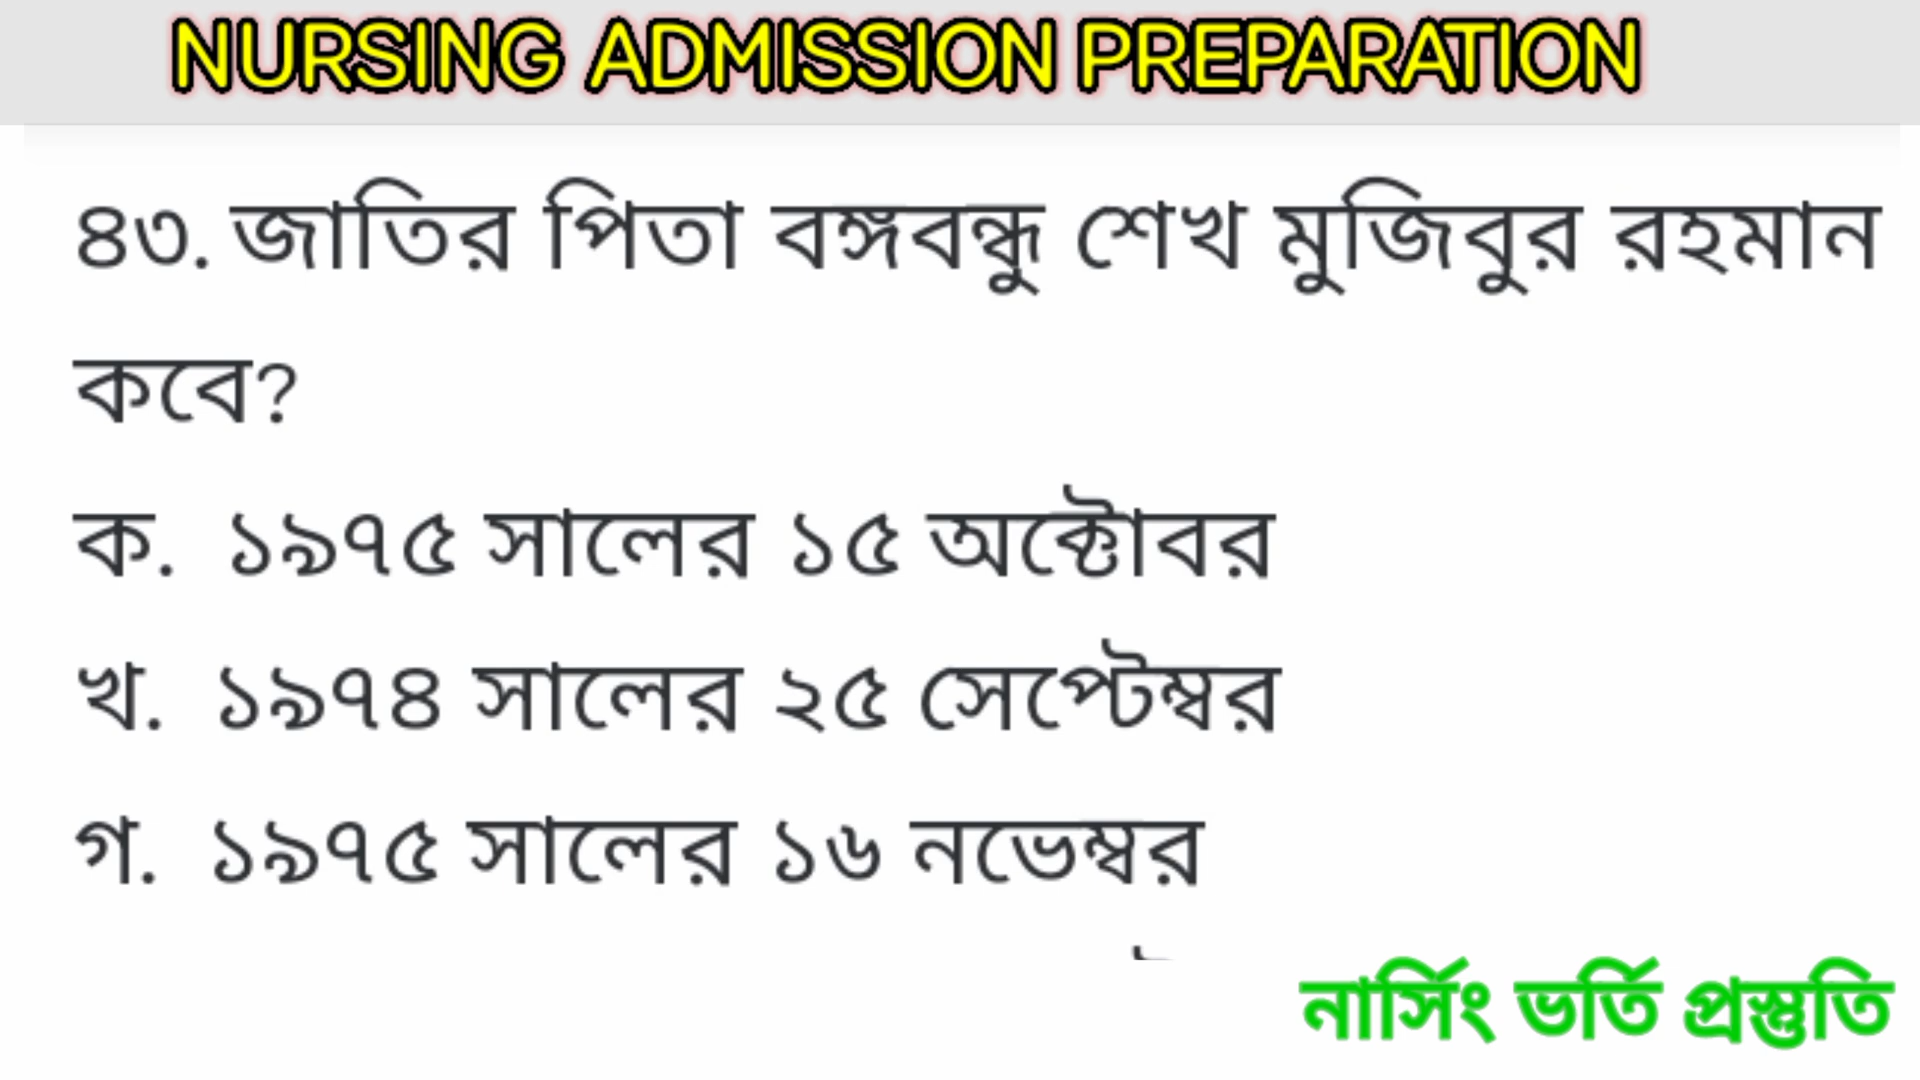 NURSING ADMISSION PREPARATION
৪৩. জাতির পিতা বঙ্গবন্ধু শেখ মুজিবুর রহমান
কবে?
ক. ১৯৭৫ সালের ১৫ অক্টোবর
খ. ১৯৭৪ সালের ২৫ সেপ্টেম্বর
গ. ১৯৭৫ সালের ১৬ নভেম্বর
নার্সিং ভর্তি প্রস্তুতি